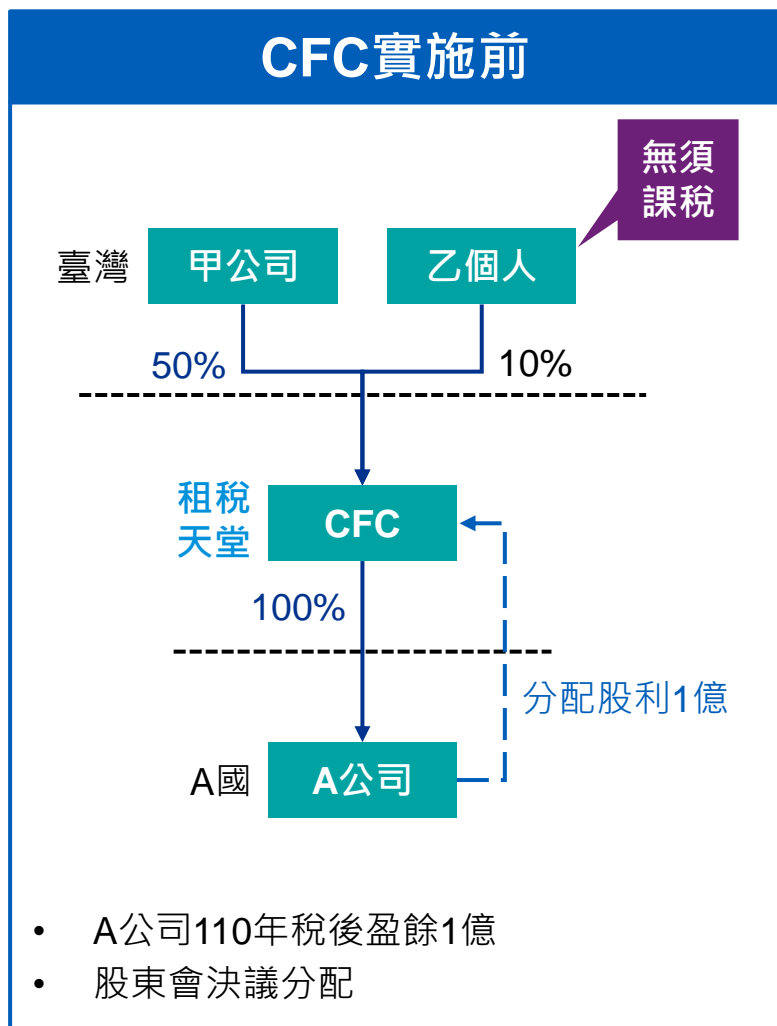 CFC實施前
無須
課稅
臺灣
甲公司
乙個人
50%
10%
租稅
天堂
CFC
100%
分配股利1億
A國
A公司
• A公司110年稅後盈餘1億
• 股東會決議分配